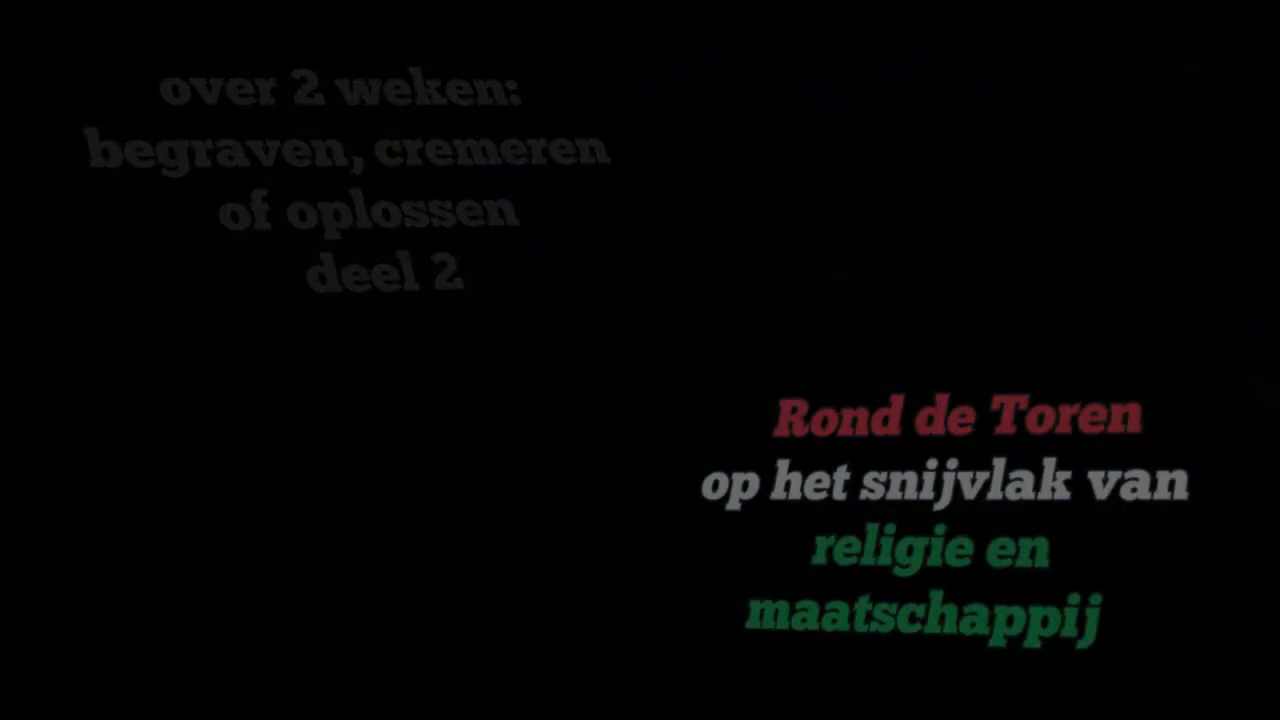 over 2 weken:
begraven, cremeren
of oplossen
deel 2
Rond de Toren
op het snijvlak van
religie en
maatschappij